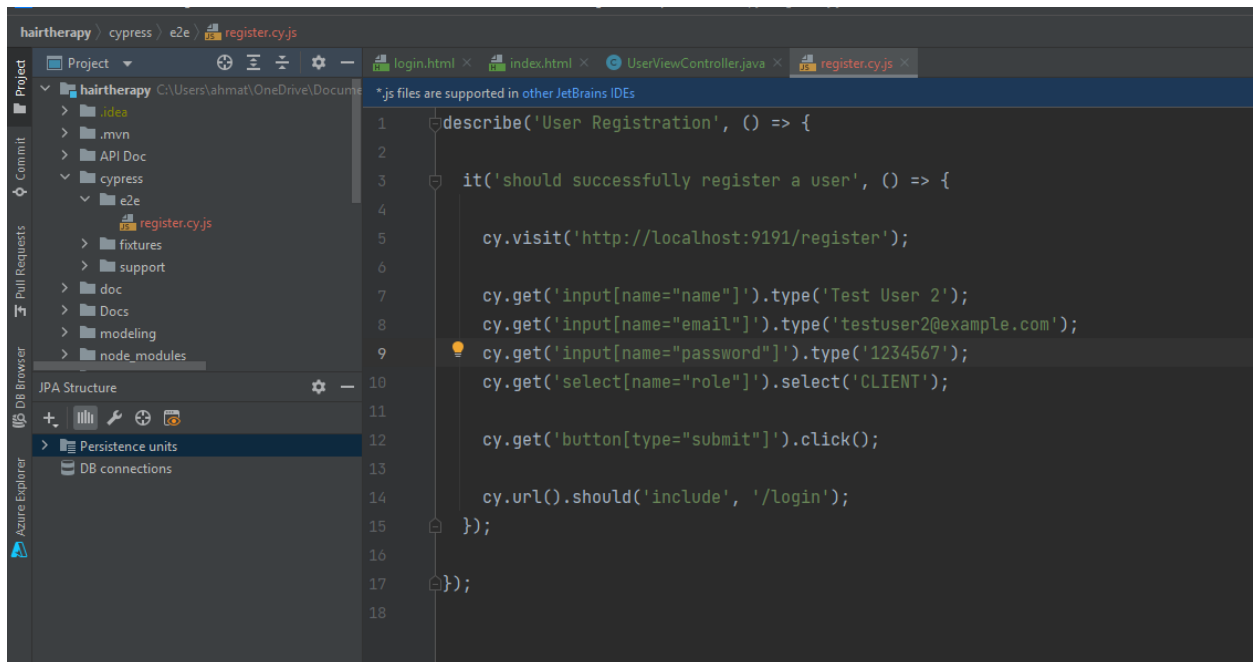 hairtherapy 〉 cypress 〉 e2e 〉 register.cy.js
Project
Commit
Pull Requests
DB Browser
Azure Explorer
Project
hairtherapy C:\Users\ahmat\OneDrive\Docume
.idea
.mvn
API Doc
cypress
e2e
register.cy.js
fixtures
support
doc
Docs
modeling
node_modules
JPA Structure
Persistence units
DB connections
login.html × index.html × UserViewController.java × register.cy.js ×
*.js files are supported in other JetBrains IDEs
1 describe('User Registration', () => {
2
3 it('should successfully register a user', () => {
4
5 cy.visit('http://localhost:9191/register');
6
7 cy.get('input[name="name"]').type('Test User 2');
8 cy.get('input[name="email"]').type('testuser2@example.com');
9 cy.get('input[name="password"]').type('1234567');
10 cy.get('select[name="role"]').select('CLIENT');
11
12 cy.get('button[type="submit"]').click();
13
14 cy.url().should('include', '/login');
15 });
16
17 });
18